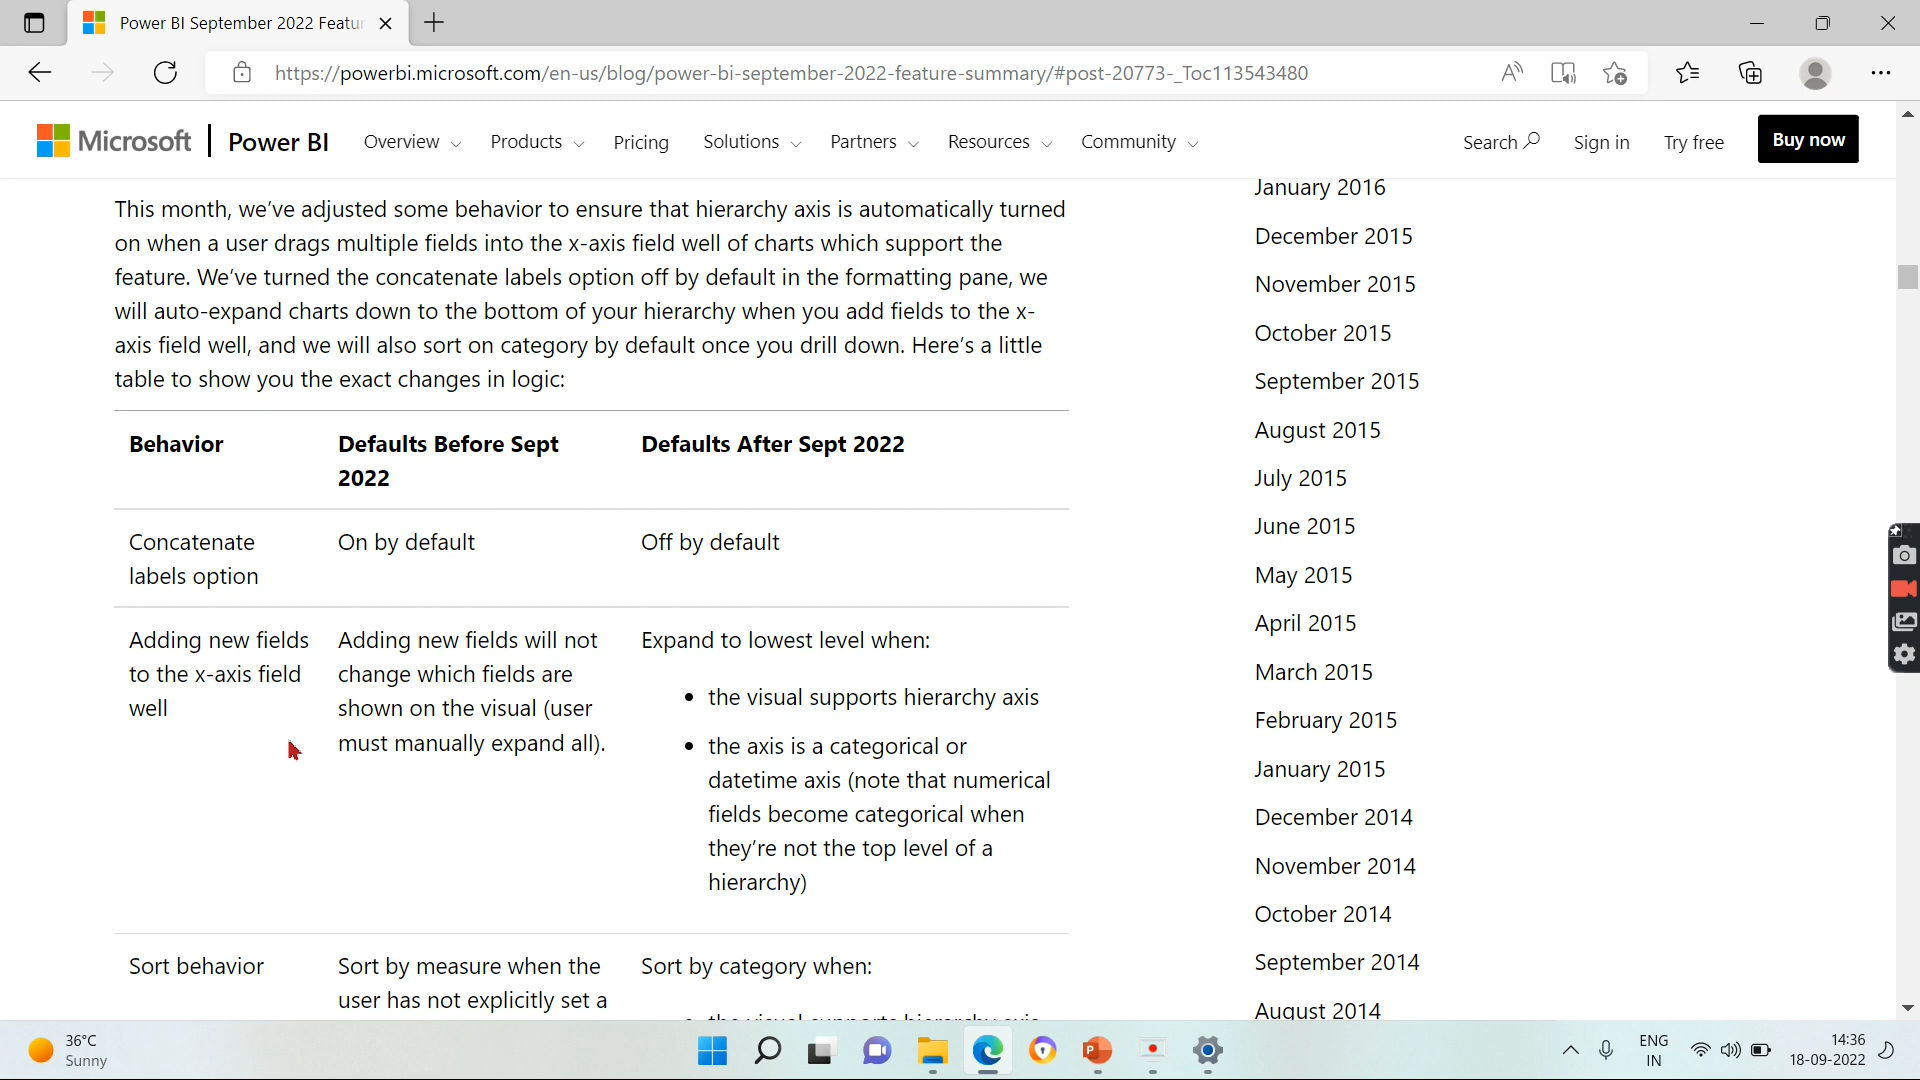 Power BI September 2022 Featur
https://powerbi.microsoft.com/en-us/blog/power-bi-september-2022-feature-summary/#post-20773-_Toc113543480
Microsoft
Power BI
Overview
Products
Pricing
Solutions
Partners
Resources
Community
Search
Sign in
Try free
Buy now
This month, we've adjusted some behavior to ensure that hierarchy axis is automatically turned
on when a user drags multiple fields into the x-axis field well of charts which support the
feature. We've turned the concatenate labels option off by default in the formatting pane, we
will auto-expand charts down to the bottom of your hierarchy when you add fields to the x-
axis field well, and we will also sort on category by default once you drill down. Here's a little
table to show you the exact changes in logic:
Behavior
Defaults Before Sept
2022
Defaults After Sept 2022
Concatenate
labels option
On by default
Off by default
Adding new fields
to the x-axis field
well
Adding new fields will not
change which fields are
shown on the visual (user
must manually expand all).
Expand to lowest level when:
• the visual supports hierarchy axis
• the axis is a categorical or
datetime axis (note that numerical
fields become categorical when
they're not the top level of a
hierarchy)
Sort behavior
Sort by measure when the
user has not explicitly set a
Sort by category when:
• the visual supports hierarchy axis
January 2016
December 2015
November 2015
October 2015
September 2015
August 2015
July 2015
June 2015
May 2015
April 2015
March 2015
February 2015
January 2015
December 2014
November 2014
October 2014
September 2014
August 2014
36°C
Sunny
ENG
IN
14:36
18-09-2022